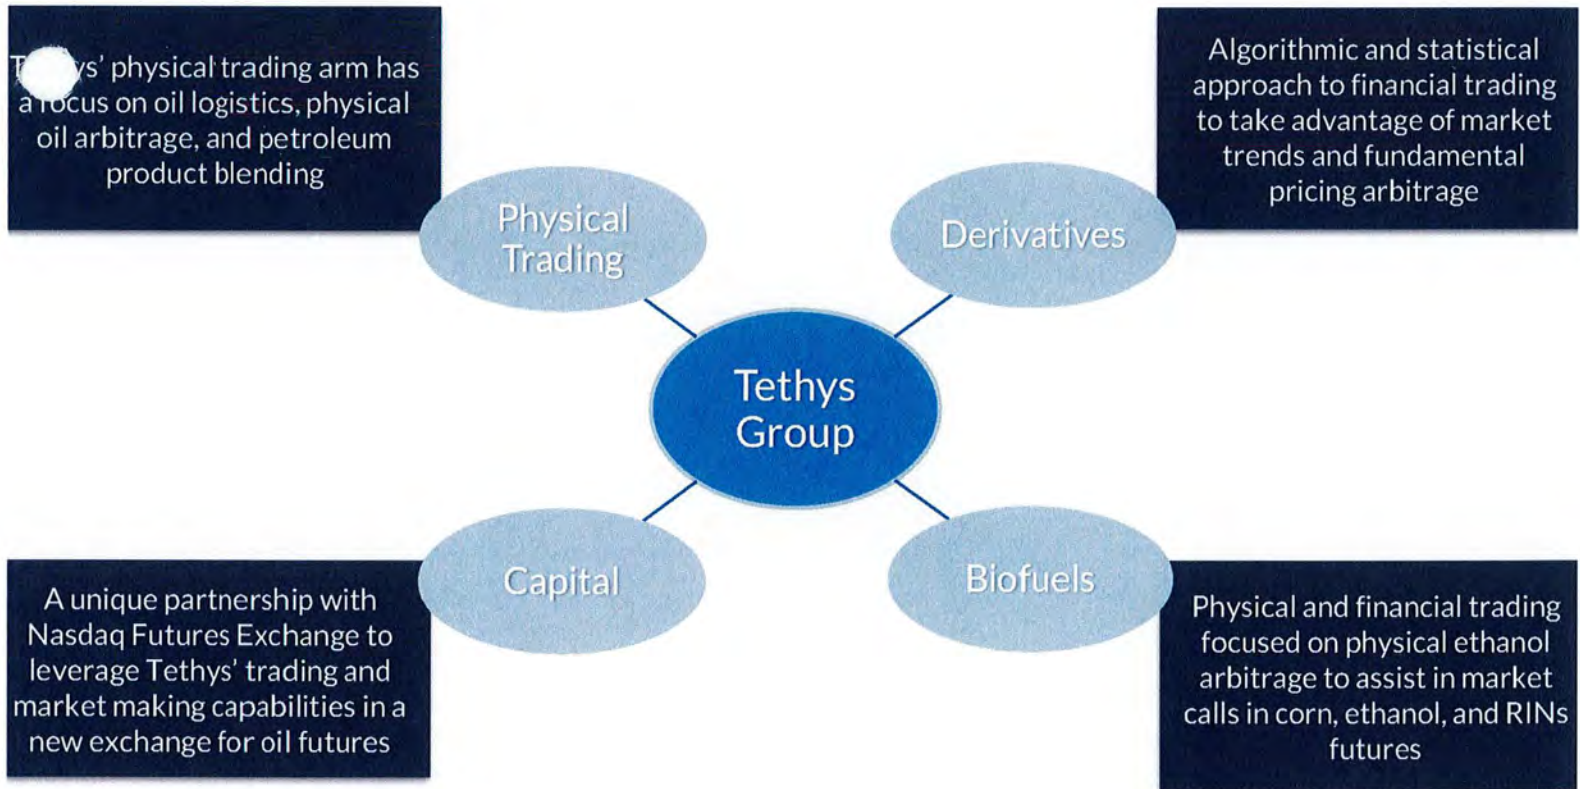 Tethys' physical trading arm has
a focus on oil logistics, physical
oil arbitrage, and petroleum
product blending
Algorithmic and statistical
approach to financial trading
to take advantage of market
trends and fundamental
pricing arbitrage
Physical
Trading
Derivatives
Tethys
Group
Capital
Biofuels
A unique partnership with
Nasdaq Futures Exchange to
leverage Tethys' trading and
market making capabilities in a
new exchange for oil futures
Physical and financial trading
focused on physical ethanol
arbitrage to assist in market
calls in corn, ethanol, and RINs
futures